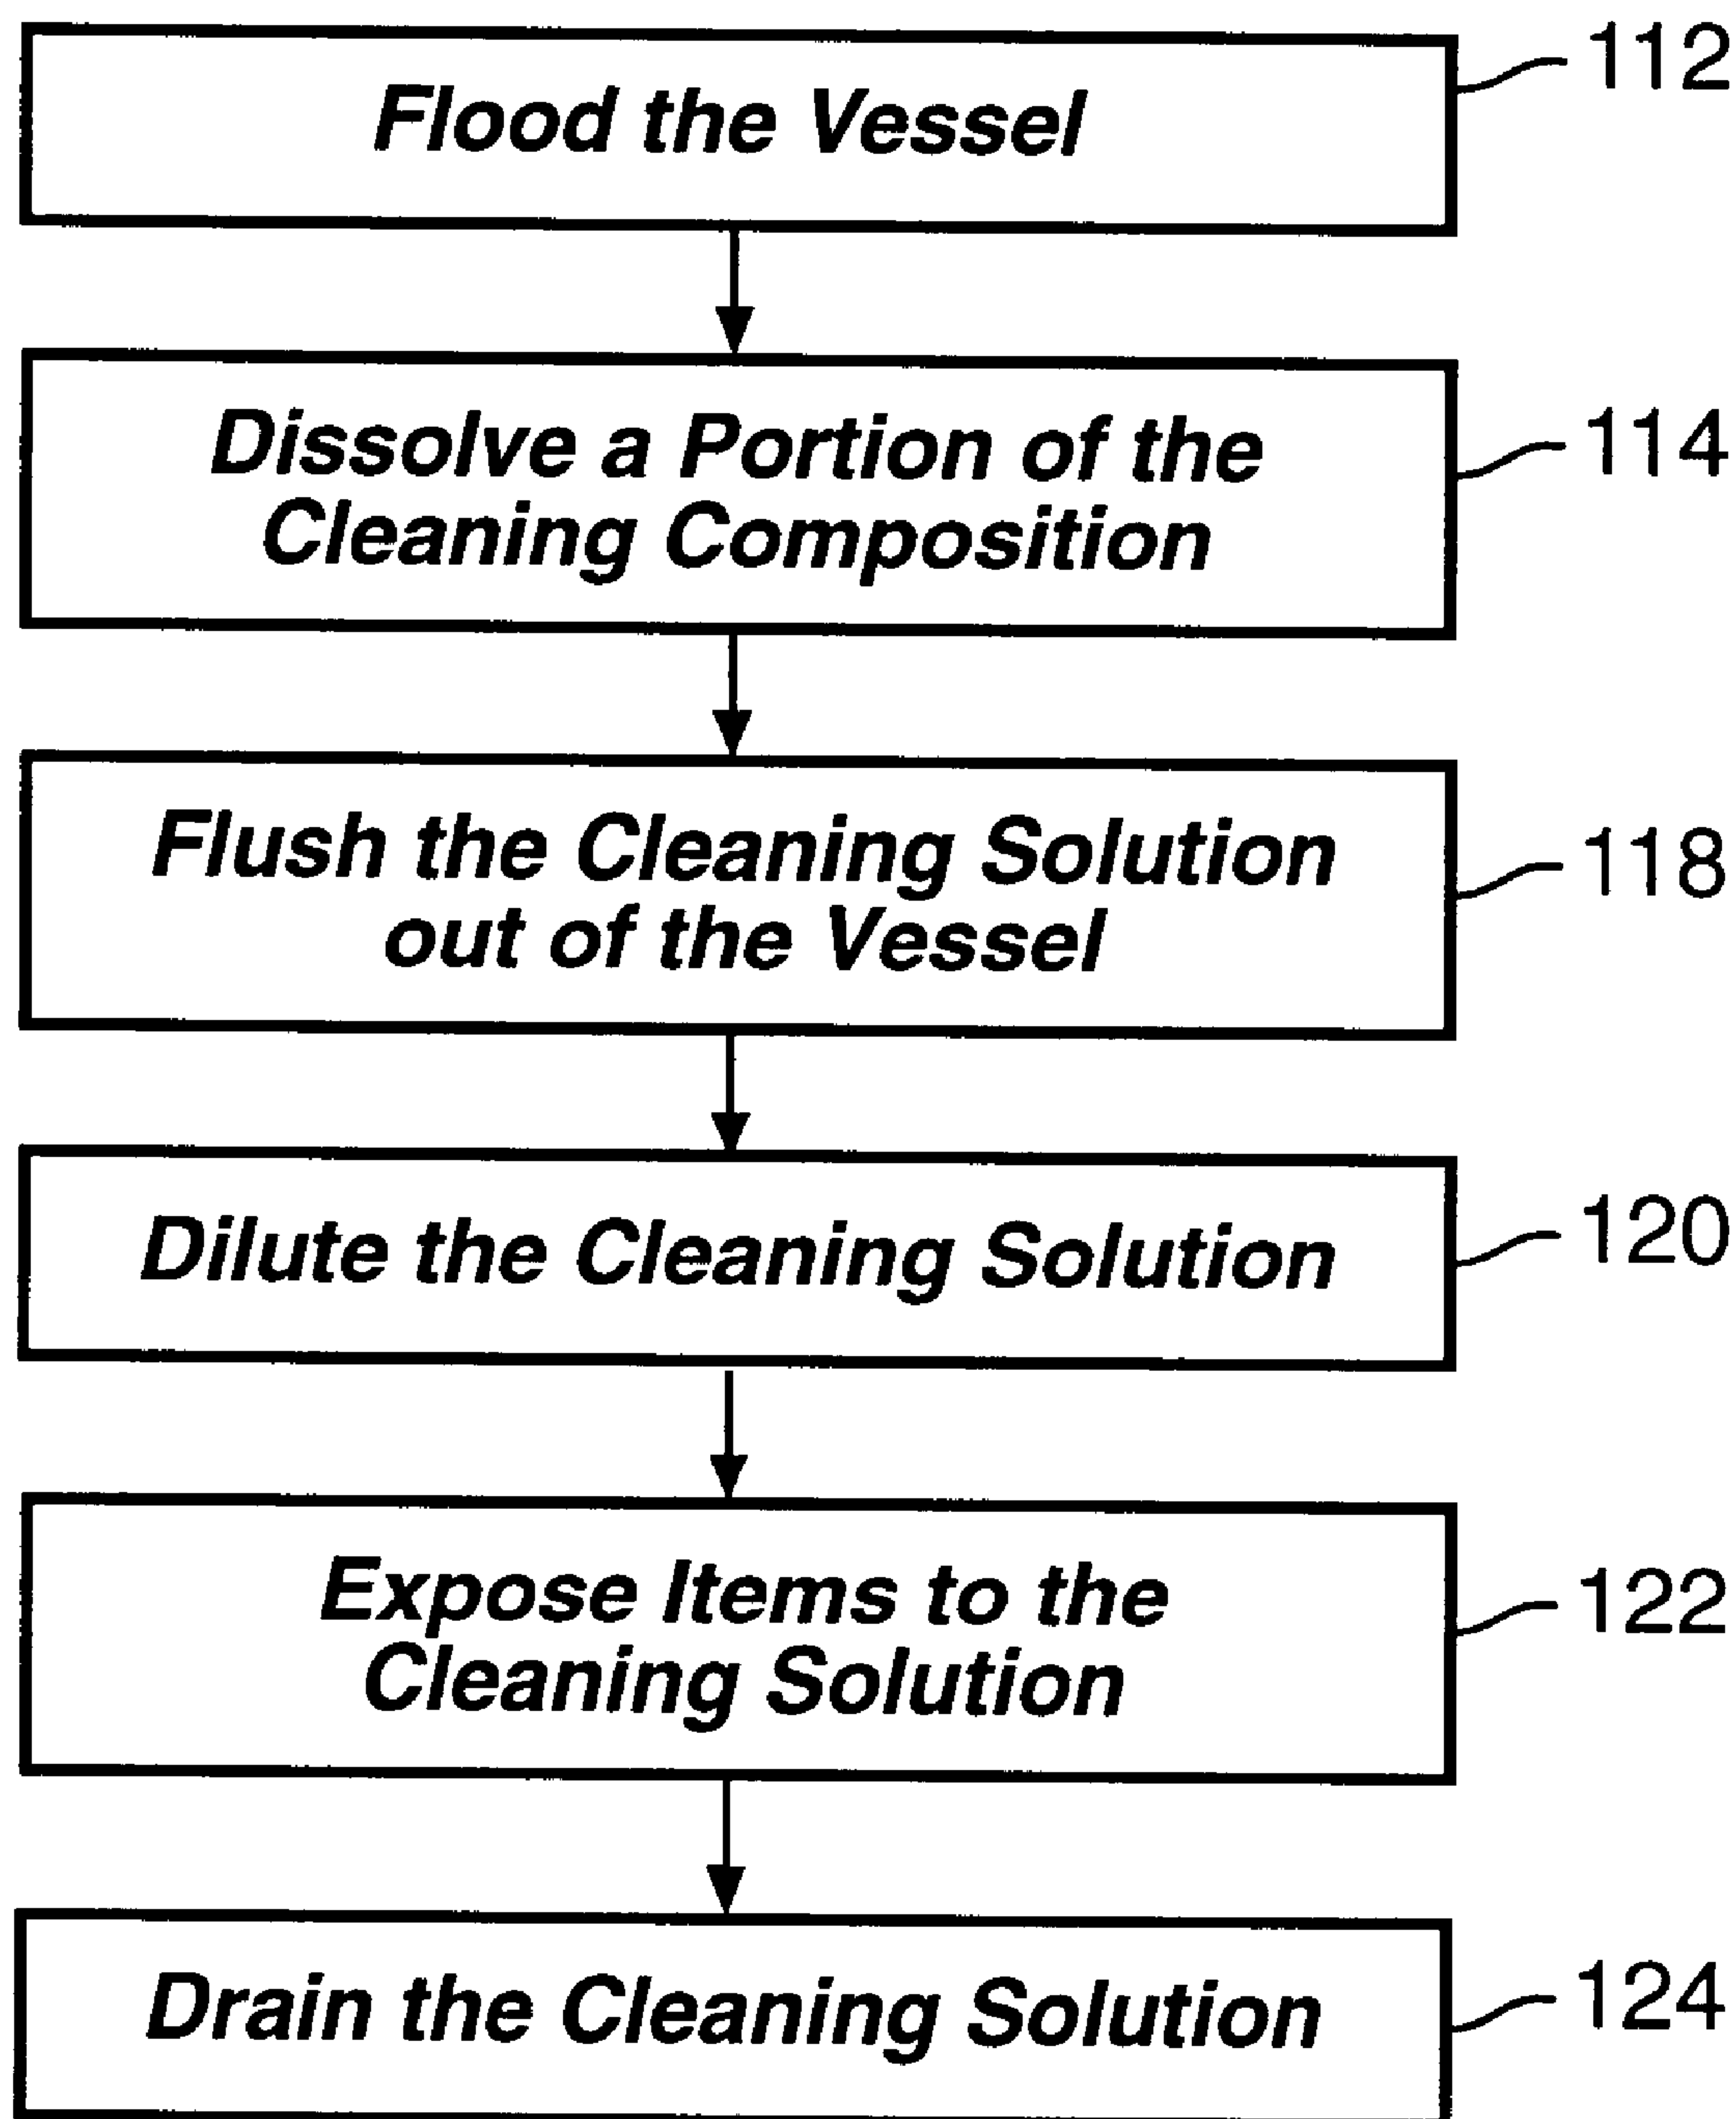 Flood the Vessel
112
Dissolve a Portion of the
Cleaning Composition
114
Flush the Cleaning Solution
out of the Vessel
118
Dilute the Cleaning Solution
120
Expose Items to the
Cleaning Solution
122
Drain the Cleaning Solution
124